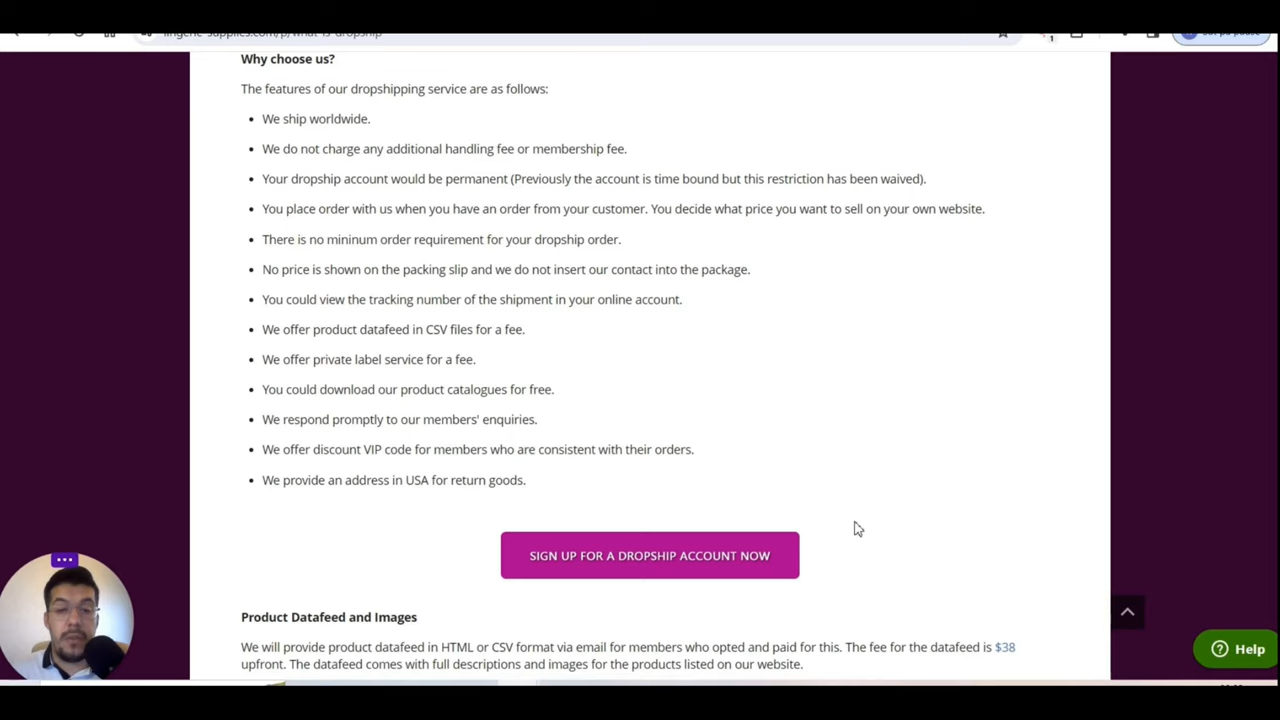 lingerie-supplies.com/p/what-is-dropship
1
Why choose us?
The features of our dropshipping service are as follows:
• We ship worldwide.
• We do not charge any additional handling fee or membership fee.
• Your dropship account would be permanent (Previously the account is time bound but this restriction has been waived).
• You place order with us when you have an order from your customer. You decide what price you want to sell on your own website.
• There is no mininum order requirement for your dropship order.
• No price is shown on the packing slip and we do not insert our contact into the package.
• You could view the tracking number of the shipment in your online account.
• We offer product datafeed in CSV files for a fee.
• We offer private label service for a fee.
• You could download our product catalogues for free.
• We respond promptly to our members' enquiries.
• We offer discount VIP code for members who are consistent with their orders.
• We provide an address in USA for return goods.
SIGN UP FOR A DROPSHIP ACCOUNT NOW
Product Datafeed and Images
We will provide product datafeed in HTML or CSV format via email for members who opted and paid for this. The fee for the datafeed is $38
upfront. The datafeed comes with full descriptions and images for the products listed on our website.
Help